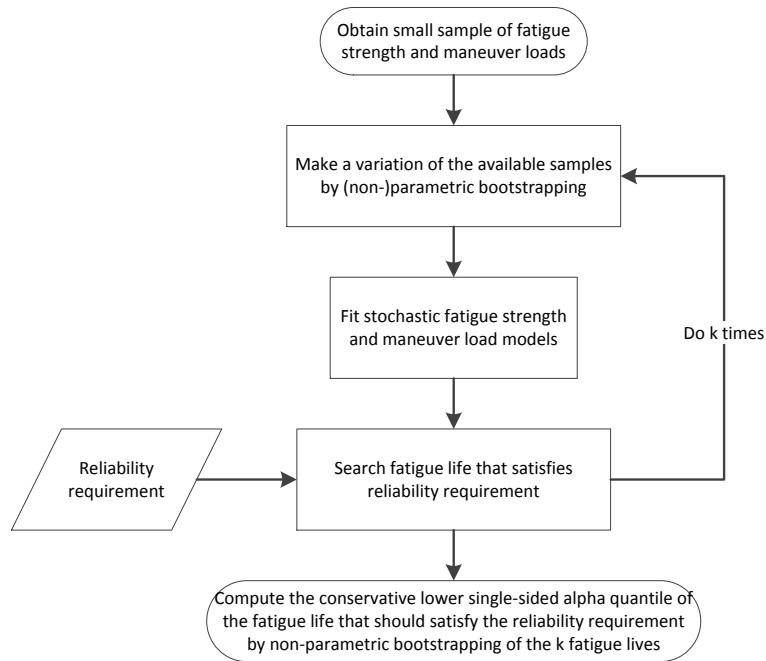 Obtain small sample of fatigue
strength and maneuver loads
Make a variation of the available samples
by (non-)parametric bootstrapping
Fit stochastic fatigue strength
and maneuver load models
Do k times
Reliability
requirement
Search fatigue life that satisfies
reliability requirement
Compute the conservative lower single-sided alpha quantile of
the fatigue life that should satisfy the reliability requirement
by non-parametric bootstrapping of the k fatigue lives